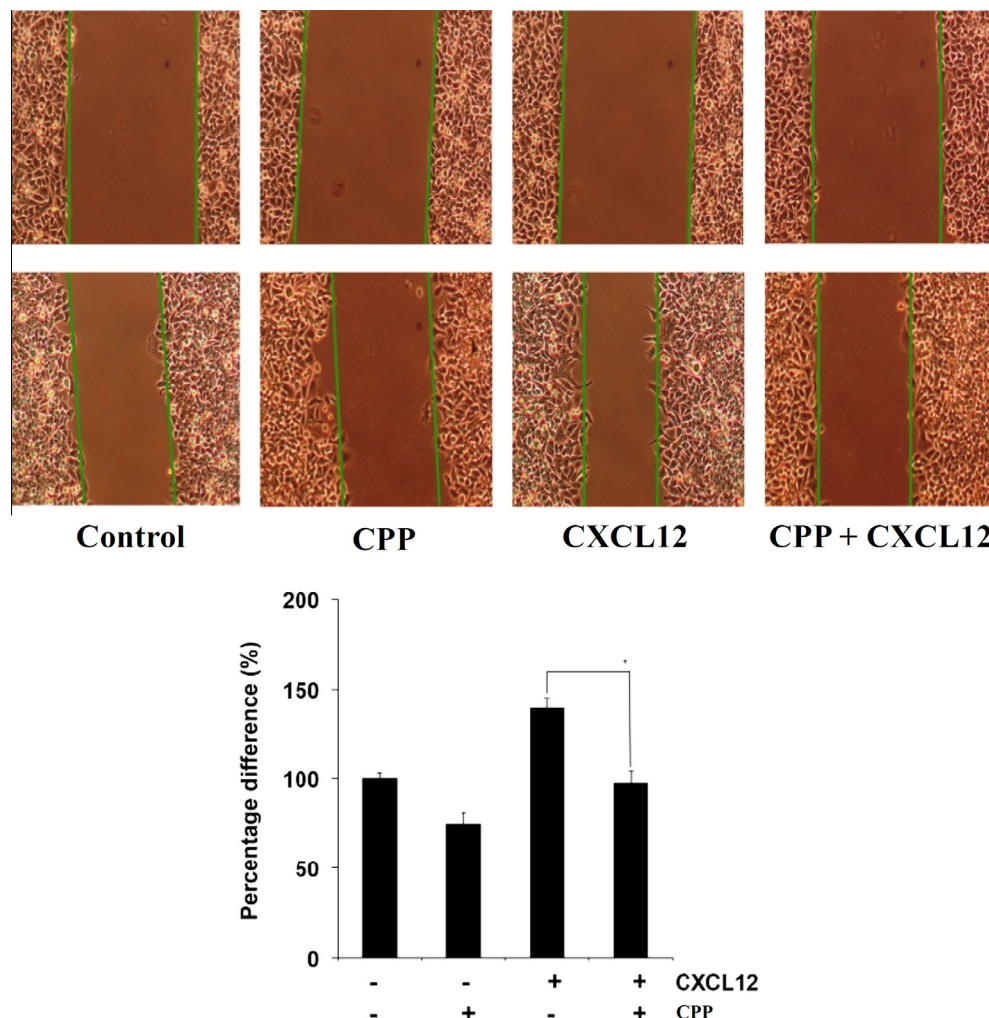 Control CPP CXCL12 CPP + CXCL12
Percentage difference (%)
200
*
150
100
50
0
- - + + CXCL12
- + - + CPP